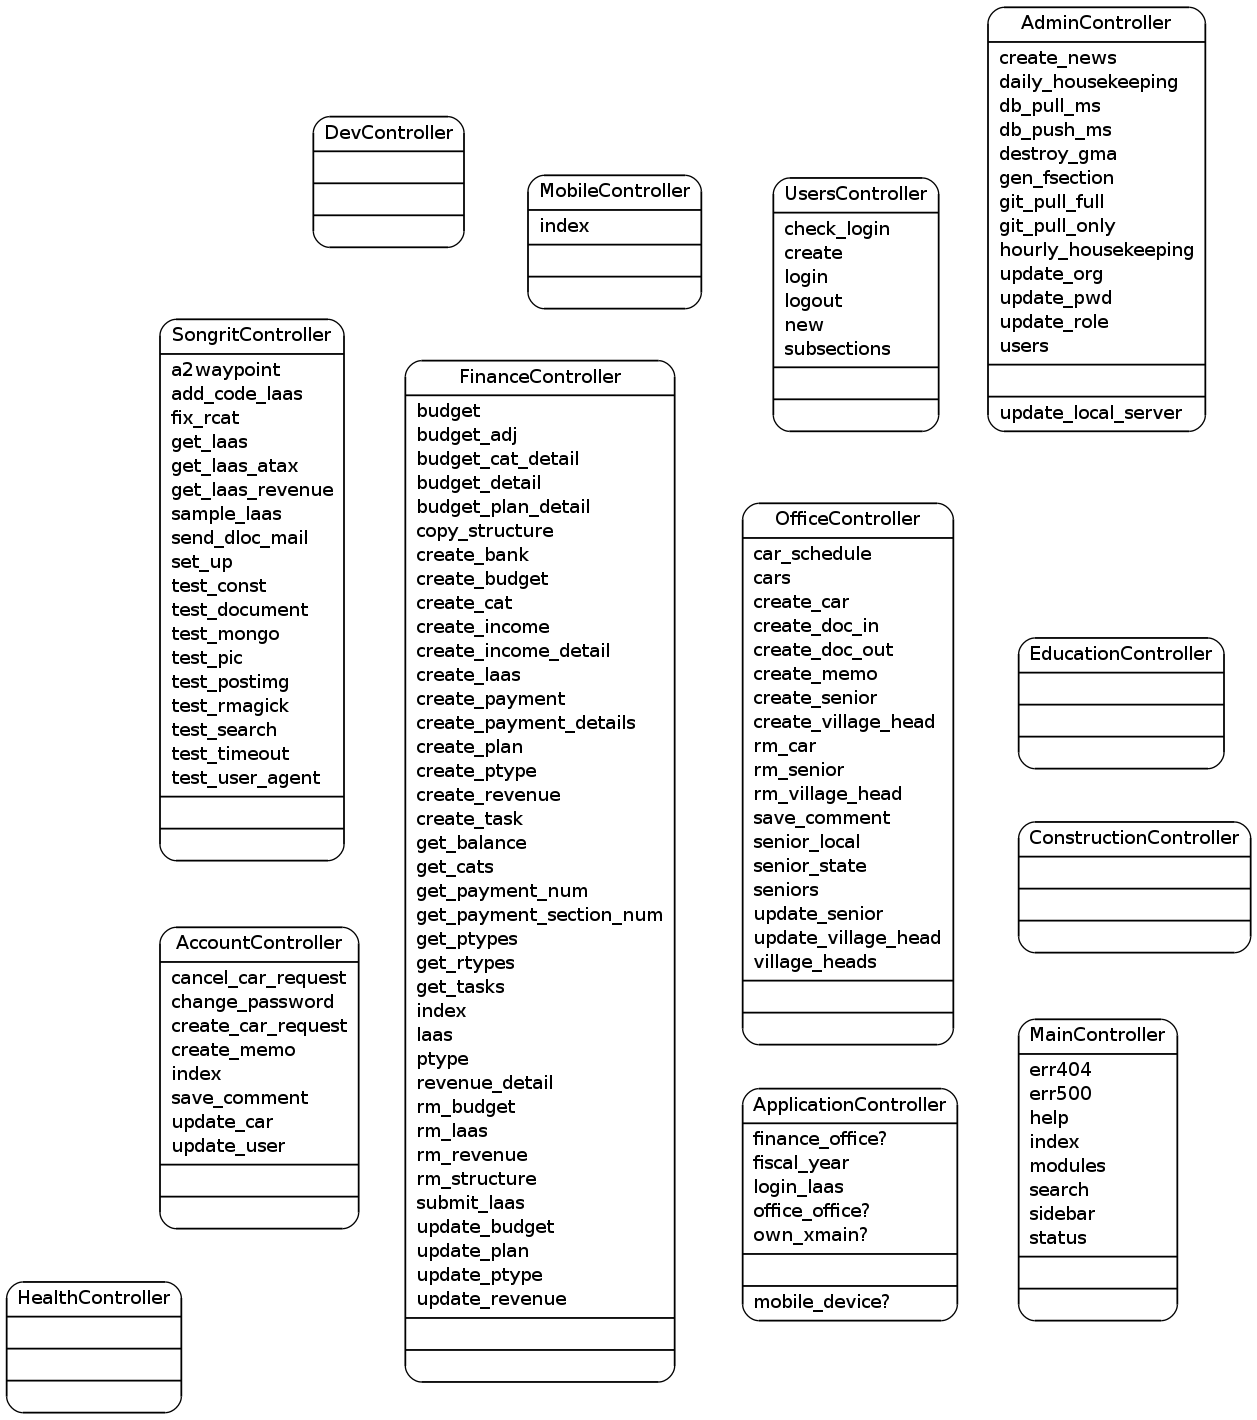 AdminController
create_news
daily_housekeeping
db_pull_ms
db_push_ms
destroy_gma
gen_fsection
git_pull_full
git_pull_only
hourly_housekeeping
update_org
update_pwd
update_role
users
update_local_server
DevController
MobileController
index
UsersController
check_login
create
login
logout
new
subsections
SongritController
a2waypoint
add_code_laas
fix_rcat
get_laas
get_laas_atax
get_laas_revenue
sample_laas
send_dloc_mail
set_up
test_const
test_document
test_mongo
test_pic
test_postimg
test_rmagick
test_search
test_timeout
test_user_agent
FinanceController
budget
budget_adj
budget_cat_detail
budget_detail
budget_plan_detail
copy_structure
create_bank
create_budget
create_cat
create_income
create_income_detail
create_laas
create_payment
create_payment_details
create_plan
create_ptype
create_revenue
create_task
get_balance
get_cats
get_payment_num
get_payment_section_num
get_ptypes
get_rtypes
get_tasks
index
laas
ptype
revenue_detail
rm_budget
rm_laas
rm_revenue
rm_structure
submit_laas
update_budget
update_plan
update_ptype
update_revenue
OfficeController
car_schedule
cars
create_car
create_doc_in
create_doc_out
create_memo
create_senior
create_village_head
rm_car
rm_senior
rm_village_head
save_comment
senior_local
senior_state
seniors
update_senior
update_village_head
village_heads
EducationController
ConstructionController
AccountController
cancel_car_request
change_password
create_car_request
create_memo
index
save_comment
update_car
update_user
MainController
err404
err500
help
index
modules
search
sidebar
status
ApplicationController
finance_office?
fiscal_year
login_laas
office_office?
own_xmain?
mobile_device?
HealthController